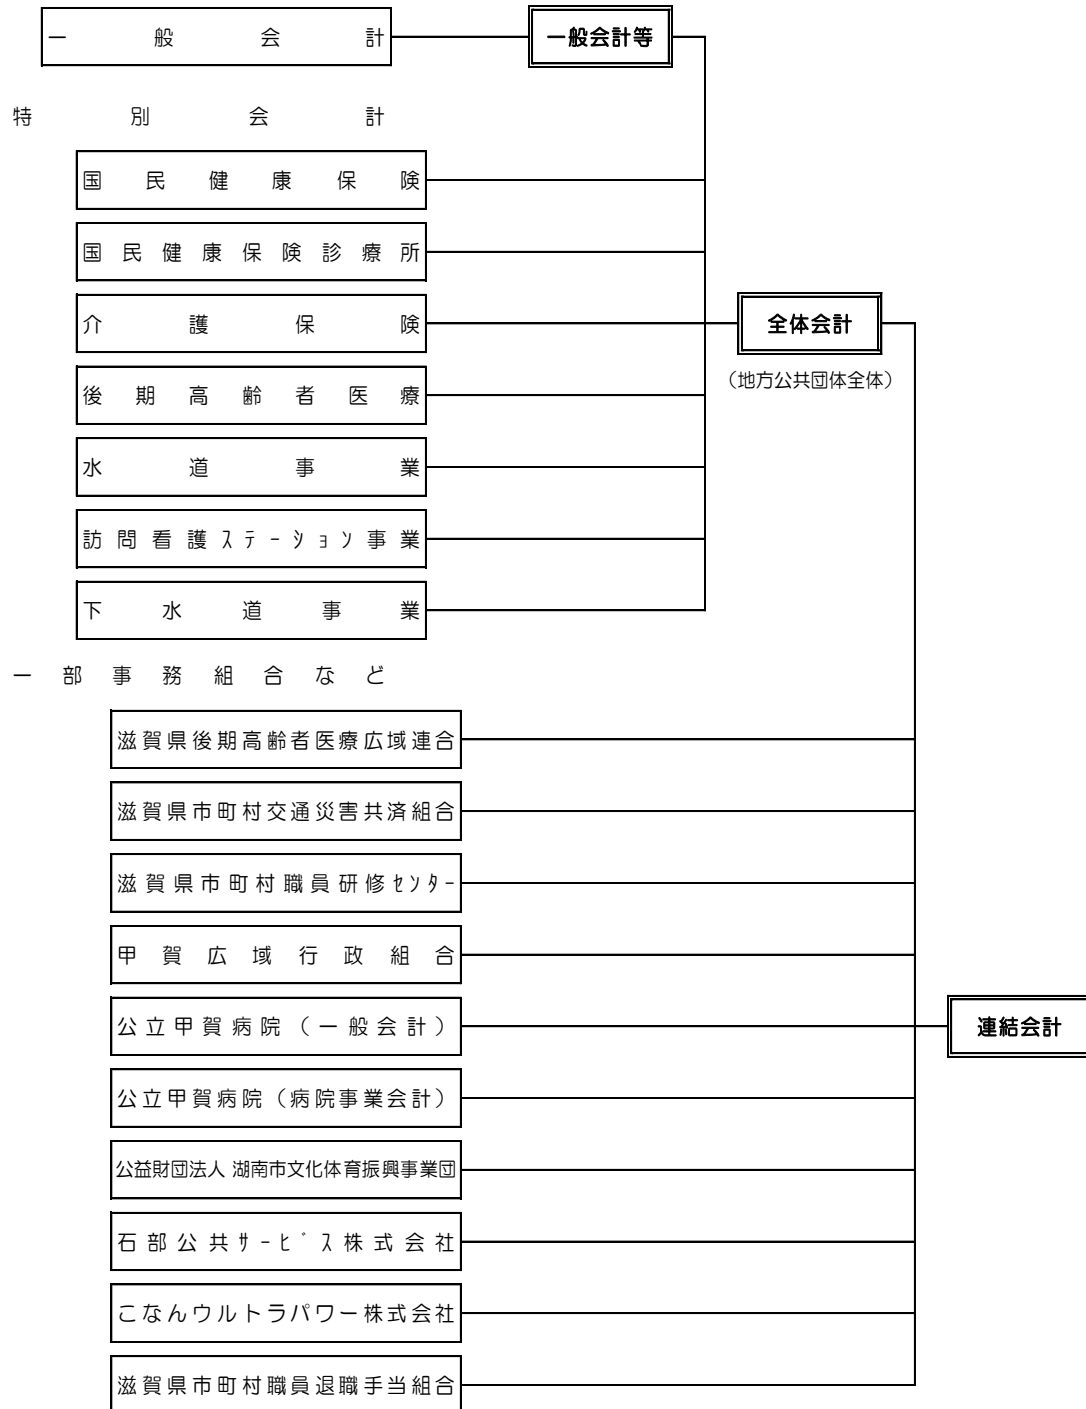 一般会計
一般会計等
特別会計
国民健康保険
国民健康保険診療所
介護保険
全体会計
（地方公共団体全体）
後期高齢者医療
水道事業
訪問看護ｽﾃｰｼｮﾝ事業
下水道事業
一部事務組合など
滋賀県後期高齢者医療広域連合
滋賀県市町村交通災害共済組合
滋賀県市町村職員研修ｾﾝﾀｰ
甲賀広域行政組合
公立甲賀病院（一般会計）
連結会計
公立甲賀病院（病院事業会計）
公益財団法人 湖南市文化体育振興事業団
石部公共ｻｰﾋﾞｽ株式会社
こなんウルトラパワー株式会社
滋賀県市町村職員退職手当組合